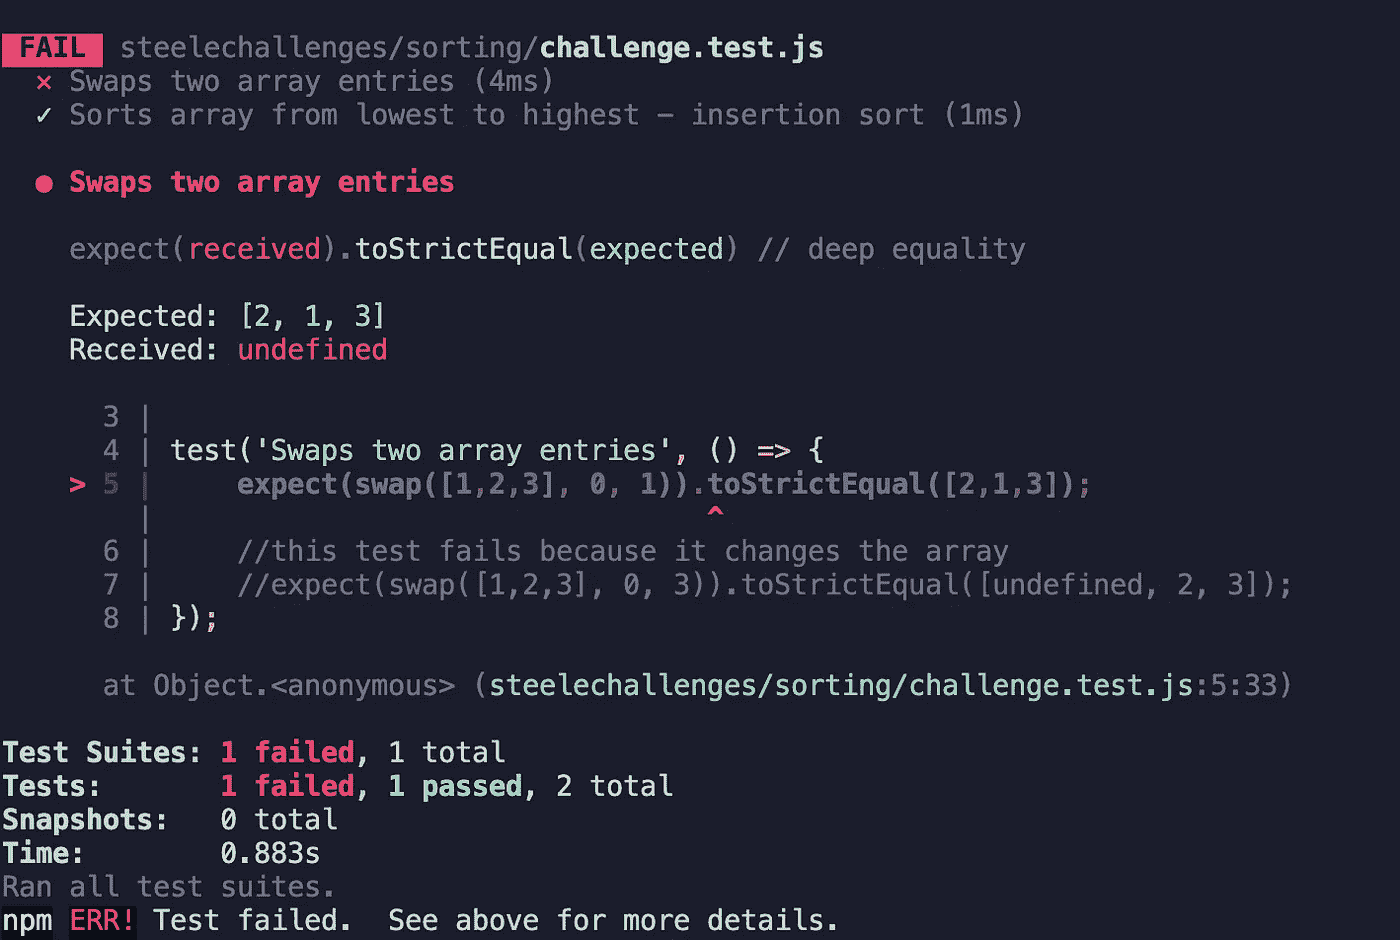 FAIL steelechallenges/sorting/challenge.test.js
✕ Swaps two array entries (4ms)
✓ Sorts array from lowest to highest – insertion sort (1ms)
● Swaps two array entries
expect(received).toStrictEqual(expected) // deep equality
Expected: [2, 1, 3]
Received: undefined
3 |
4 | test('Swaps two array entries', () => {
> 5 |     expect(swap([1,2,3], 0, 1)).toStrictEqual([2,1,3]);
| ^
6 |     //this test fails because it changes the array
7 |     //expect(swap([1,2,3], 0, 3)).toStrictEqual([undefined, 2, 3]);
8 | });
at Object.<anonymous> (steelechallenges/sorting/challenge.test.js:5:33)
Test Suites: 1 failed, 1 total
Tests: 1 failed, 1 passed, 2 total
Snapshots: 0 total
Time: 0.883s
Ran all test suites.
npm ERR! Test failed.  See above for more details.